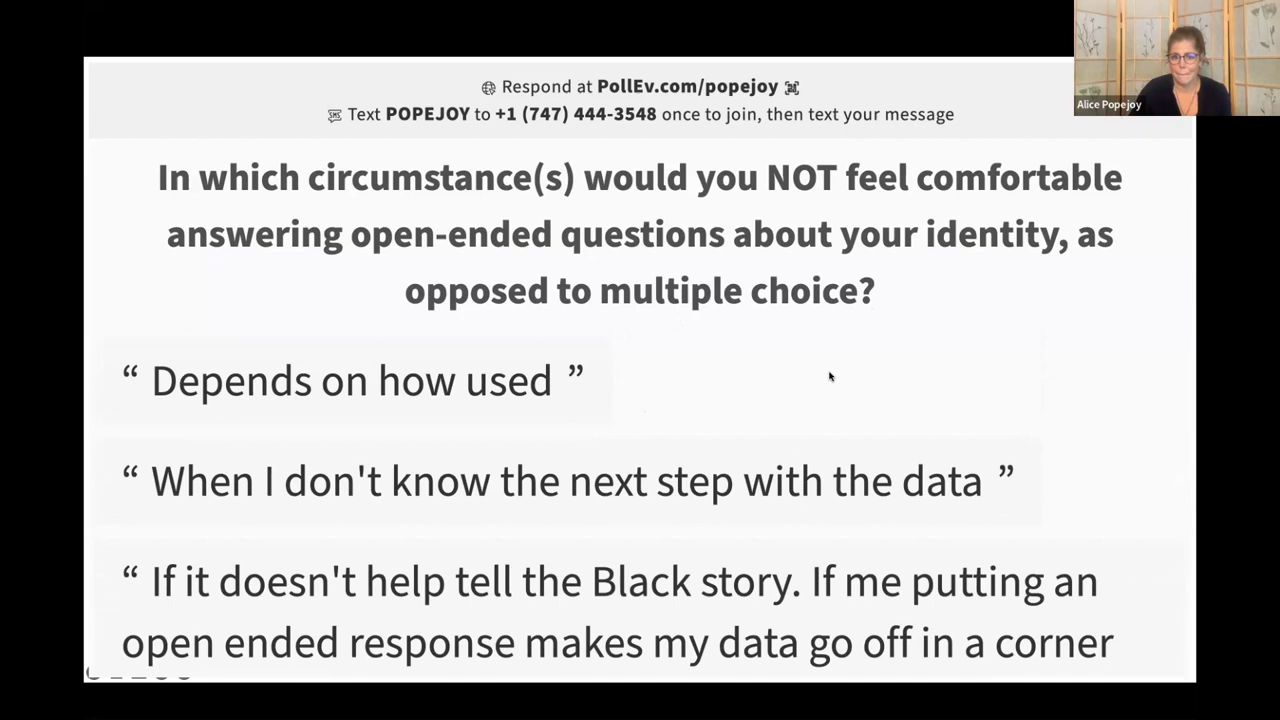 Respond at PollEv.com/popejoy
Text POPEJOY to +1 (747) 444-3548 once to join, then text your message
Alice Popejoy
In which circumstance(s) would you NOT feel comfortable
answering open-ended questions about your identity, as
opposed to multiple choice?
“ Depends on how used ”
“ When I don't know the next step with the data ”
“ If it doesn't help tell the Black story. If me putting an
open ended response makes my data go off in a corner